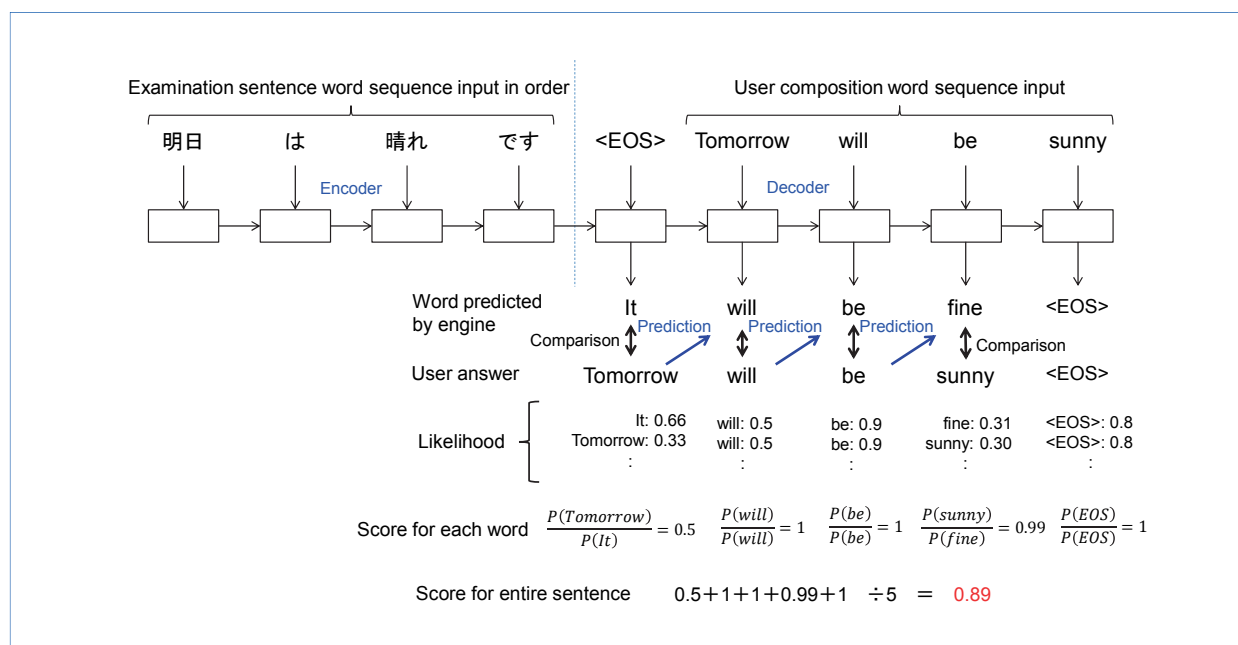 Examination sentence word sequence input in order
User composition word sequence input
明日 は 晴れ です <EOS> Tomorrow will be sunny
Encoder
Decoder
Word predicted
by engine
It will be fine <EOS>
Prediction Prediction Prediction
Comparison
Comparison
User answer Tomorrow will be sunny <EOS>
Likelihood
It: 0.66 will: 0.5 be: 0.9 fine: 0.31 <EOS>: 0.8
Tomorrow: 0.33 will: 0.5 be: 0.9 sunny: 0.30 <EOS>: 0.8
: : : : :
Score for each word P(Tomorrow)/P(It) = 0.5 P(will)/P(will) = 1 P(be)/P(be) = 1 P(sunny)/P(fine) = 0.99 P(EOS)/P(EOS) = 1
Score for entire sentence 0.5+1+1+0.99+1 ÷5 = 0.89